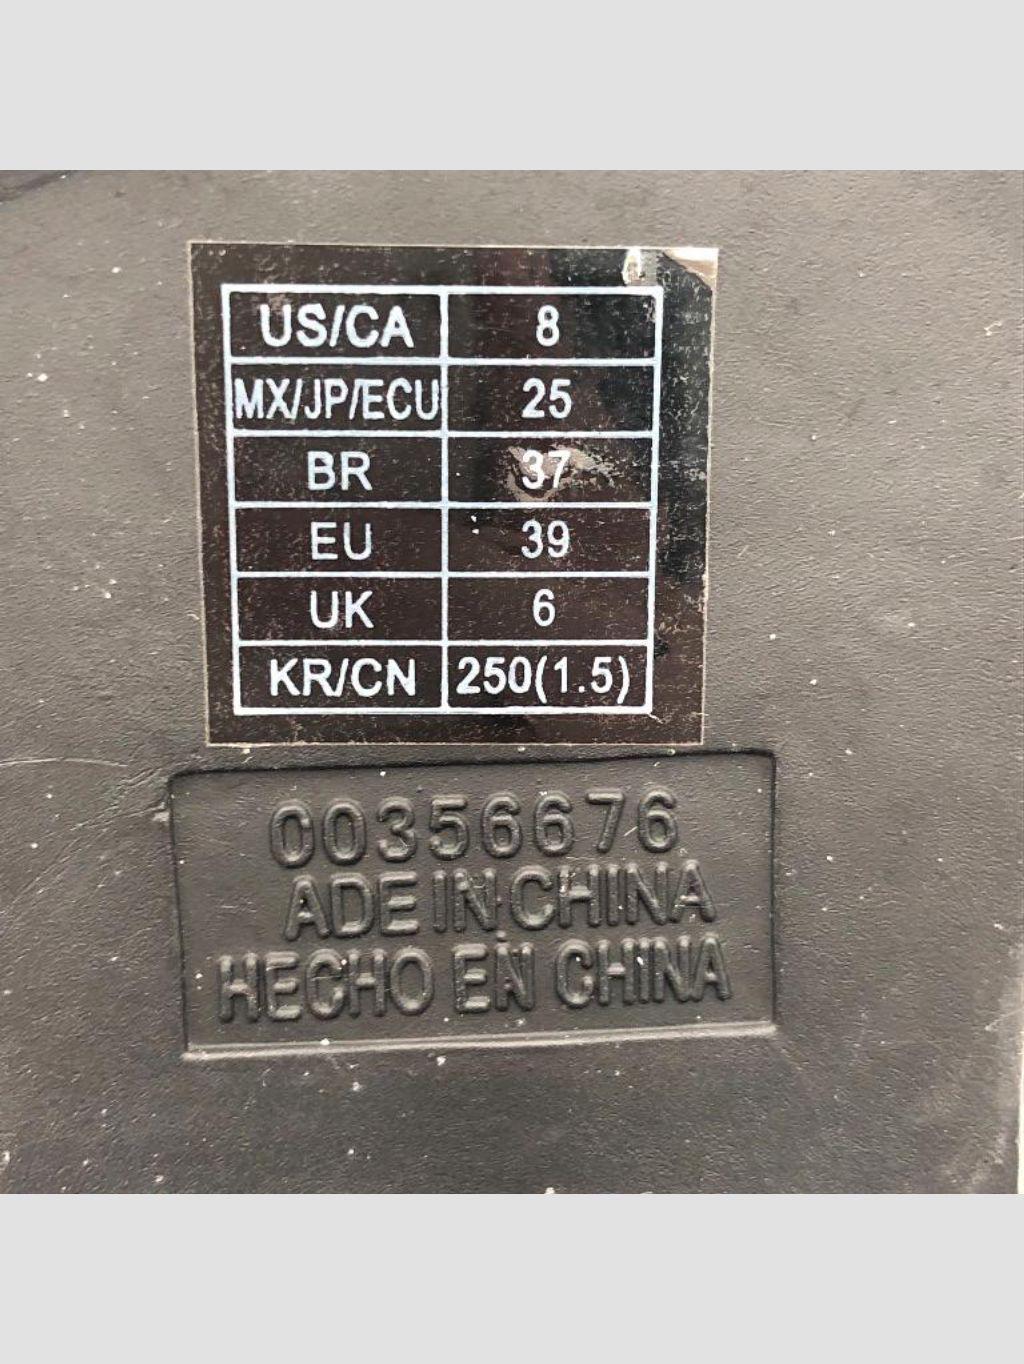 US/CA 8
MX/JP/ECU 25
BR 37
EU 39
UK 6
KR/CN 250(1.5)
00356676
ADE IN CHINA
HECHO EN CHINA